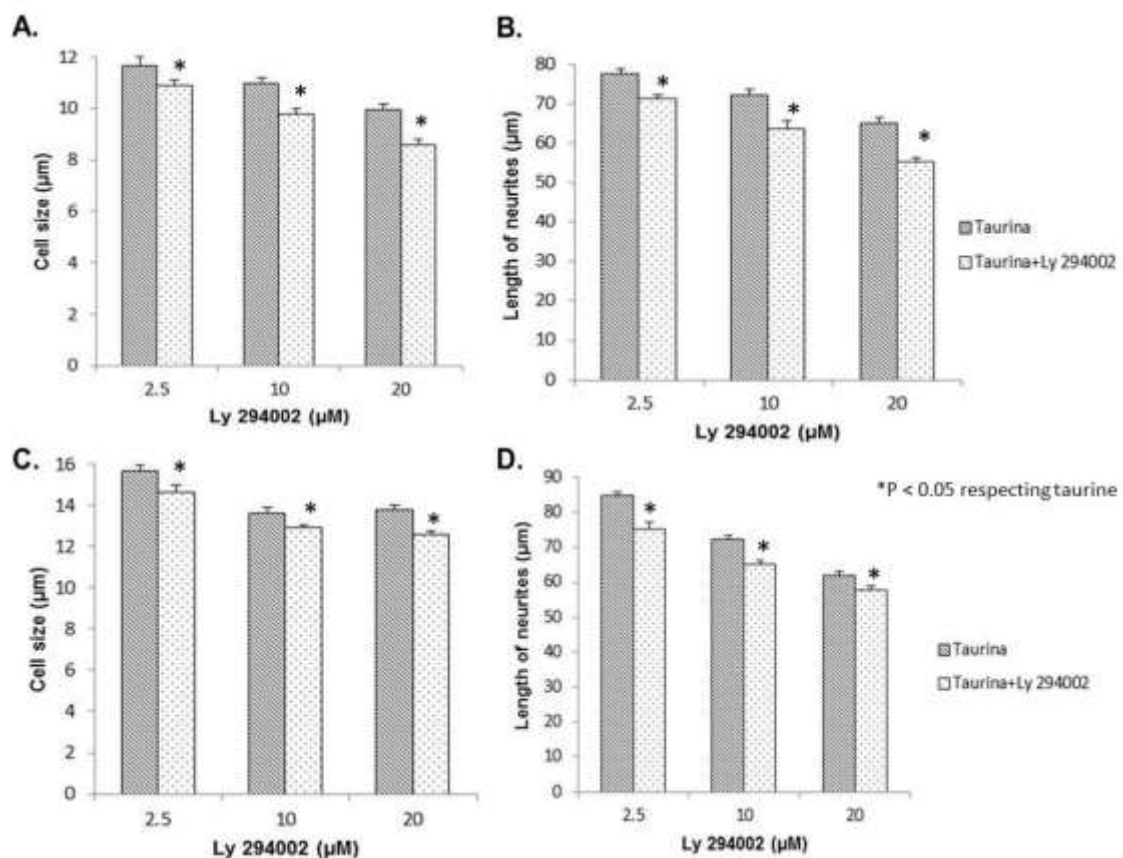 A.
12
10
8
6
4
2
0
Cell size (µm)
2.5 10 20
Ly 294002 (µM)
B.
80
70
60
50
40
30
20
10
0
Length of neurites (µm)
2.5 10 20
Ly 294002 (µM)
* * *
* * *
Taurina
Taurina+Ly 294002
C.
16
14
12
10
8
6
4
2
0
Cell size (µm)
2.5 10 20
Ly 294002 (µM)
* * *
D.
90
80
70
60
50
40
30
20
10
0
Length of neurites (µm)
2.5 10 20
Ly 294002 (µM)
* * *
*P < 0.05 respecting taurine
Taurina
Taurina+Ly 294002